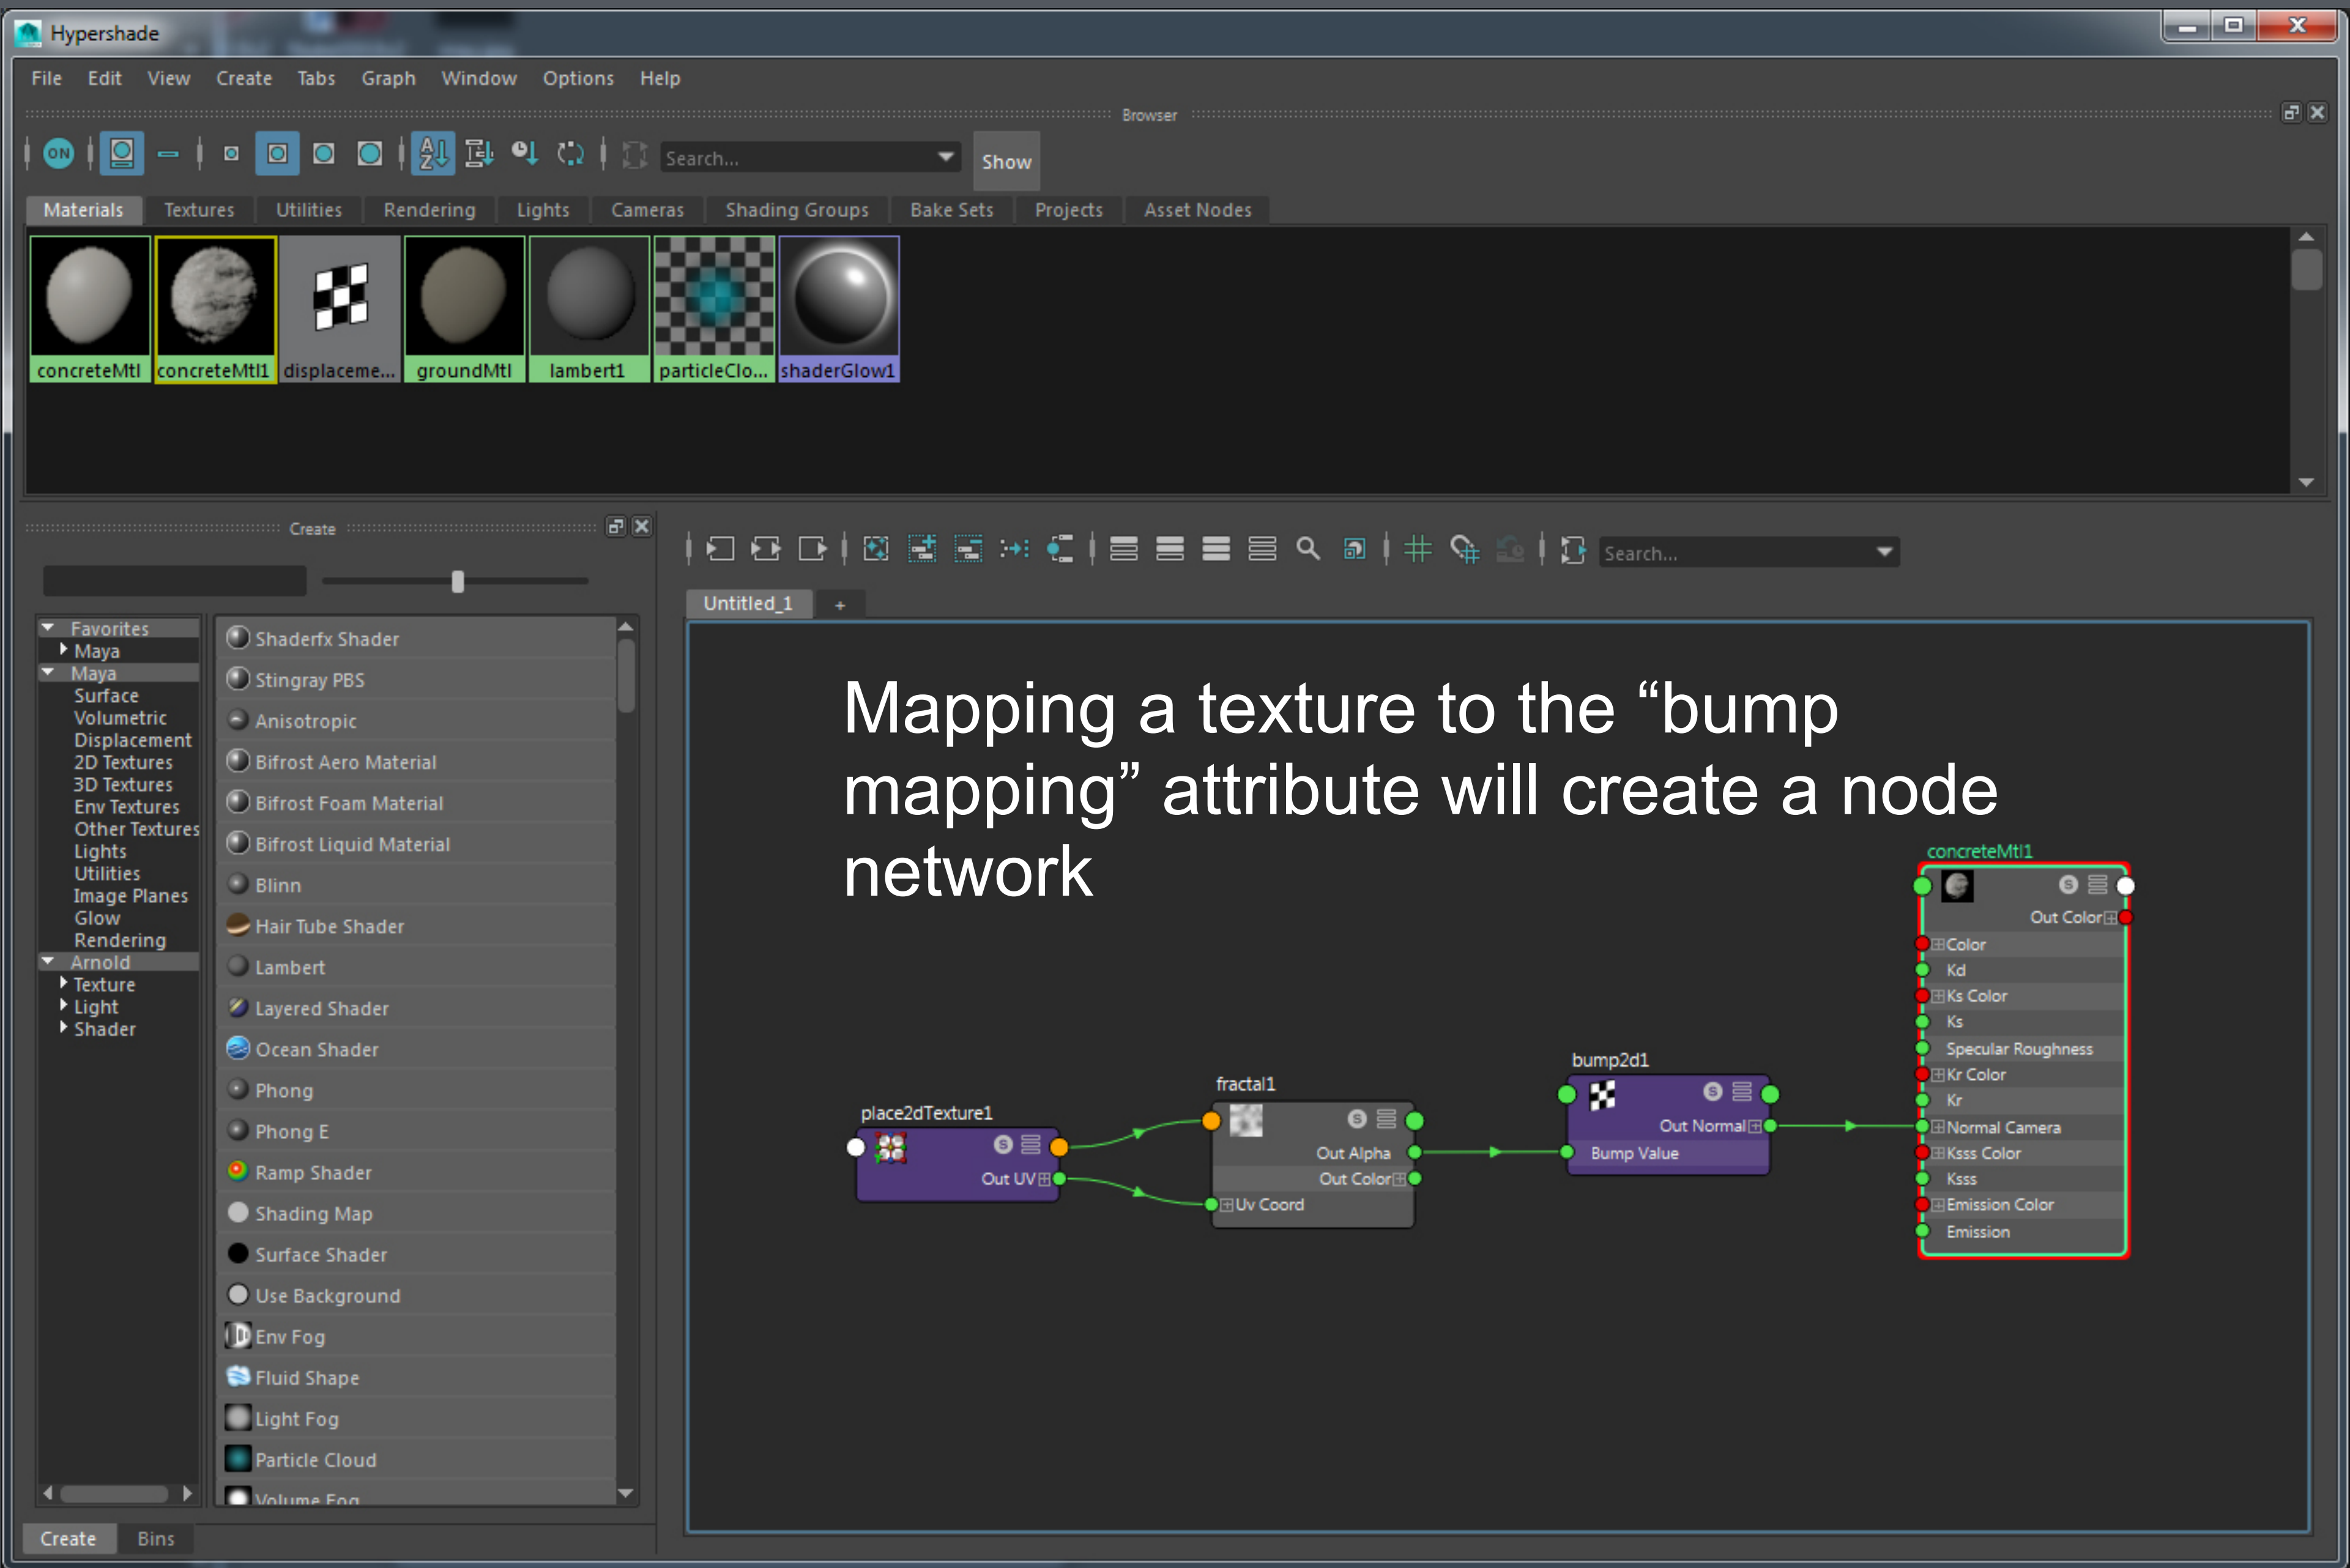 Hypershade
File Edit View Create Tabs Graph Window Options Help
Browser
ON
A
Z
Search...
Show
Materials Textures Utilities Rendering Lights Cameras Shading Groups Bake Sets Projects Asset Nodes
concreteMtl concreteMtl1 displaceme... groundMtl lambert1 particleClo... shaderGlow1
Create
Search...
Untitled_1 +
Favorites
Maya
Maya
Surface
Volumetric
Displacement
2D Textures
3D Textures
Env Textures
Other Textures
Lights
Utilities
Image Planes
Glow
Rendering
Arnold
Texture
Light
Shader
Shaderfx Shader
Stingray PBS
Anisotropic
Bifrost Aero Material
Bifrost Foam Material
Bifrost Liquid Material
Blinn
Hair Tube Shader
Lambert
Layered Shader
Ocean Shader
Phong
Phong E
Ramp Shader
Shading Map
Surface Shader
Use Background
Env Fog
Fluid Shape
Light Fog
Particle Cloud
Volume Fog
Create Bins
Mapping a texture to the “bump
mapping” attribute will create a node
network
place2dTexture1
S
Out UV
fractal1
S
Out Alpha
Out Color
Uv Coord
bump2d1
S
Out Normal
Bump Value
concreteMtl1
S
Out Color
Color
Kd
Ks Color
Ks
Specular Roughness
Kr Color
Kr
Normal Camera
Ksss Color
Ksss
Emission Color
Emission